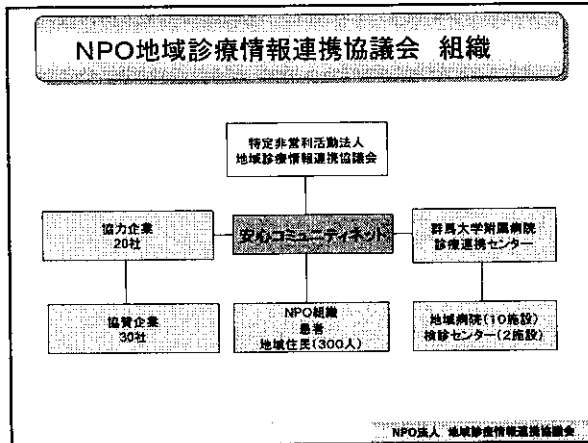 NPO地域診療情報連携協議会 組織
特定非営利活動法人
地域診療情報連携協議会
協力企業
20社
安心コミュニティネット
群馬大学附属病院
診療連携センター
協賛企業
30社
NPO組織
患者
地域住民(300人)
地域病院(10施設)
検診センター(2施設)
NPO法人 地域診療情報連携協議会